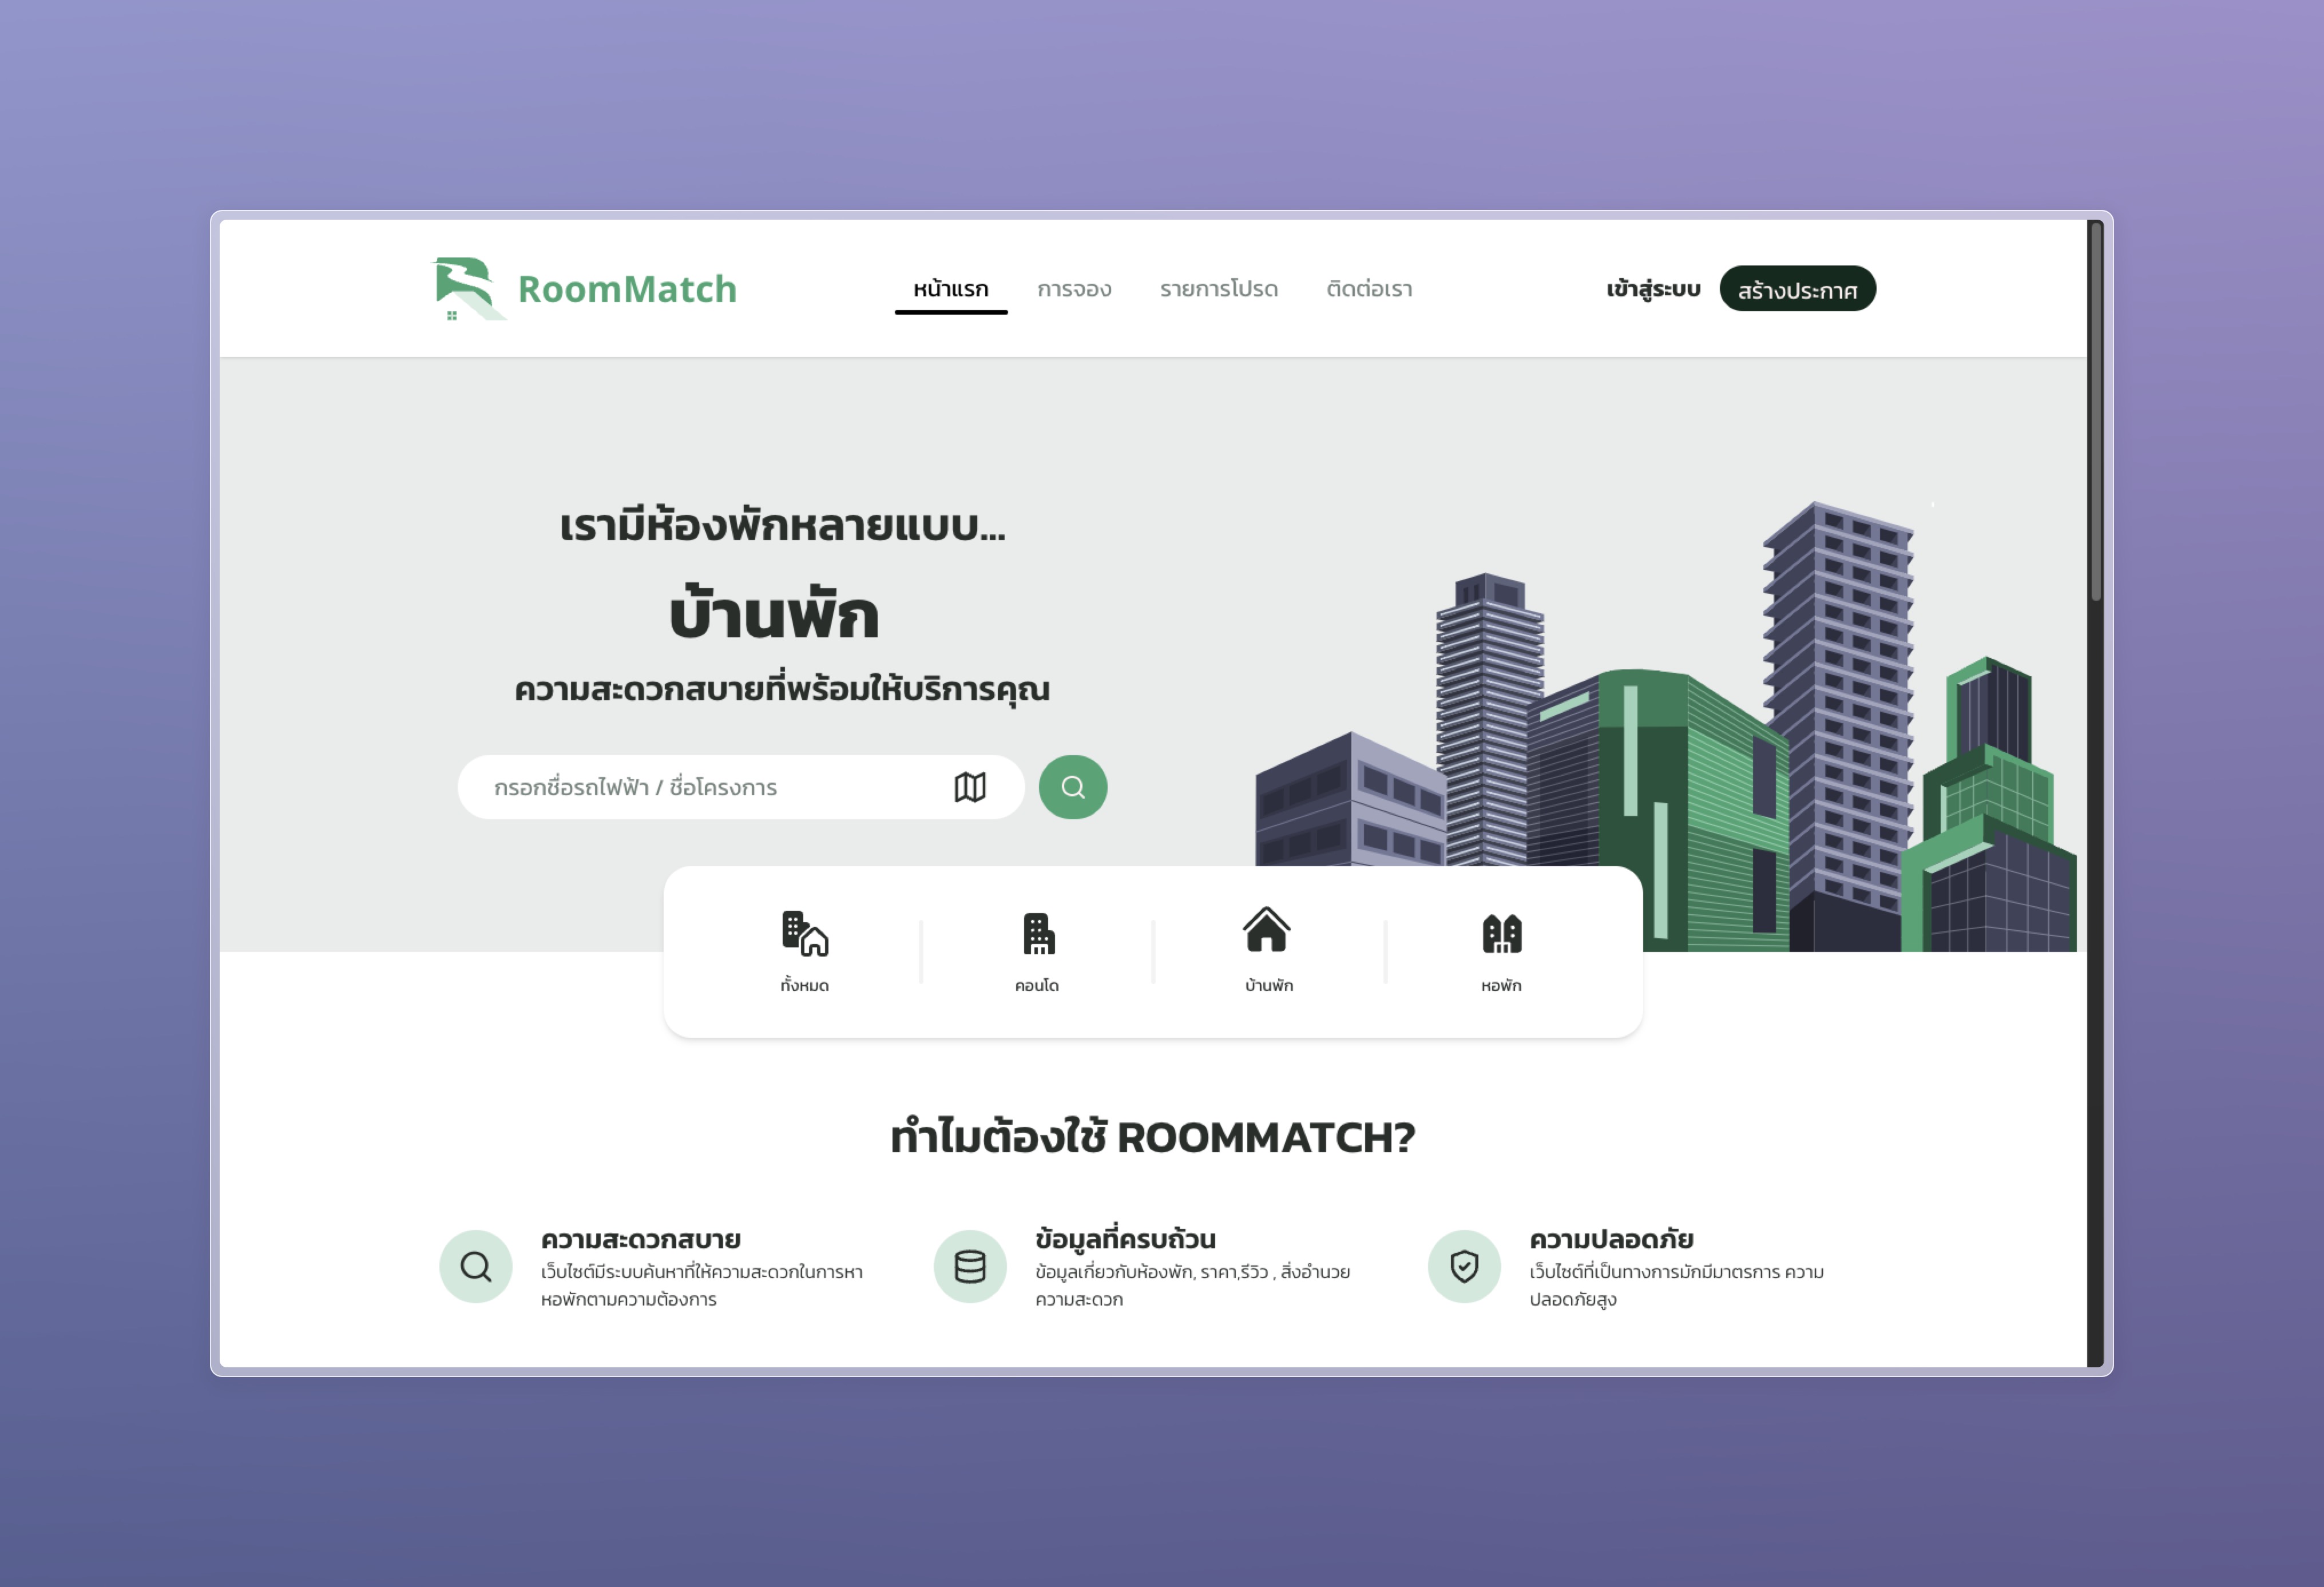 RoomMatch
หน้าแรก
การจอง
รายการโปรด
ติดต่อเรา
เข้าสู่ระบบ
สร้างประกาศ
เรามีห้องพักหลายแบบ...
บ้านพัก
ความสะดวกสบายที่พร้อมให้บริการคุณ
กรอกชื่อรถไฟฟ้า / ชื่อโครงการ
ทั้งหมด
คอนโด
บ้านพัก
หอพัก
ทำไมต้องใช้ ROOMMATCH?
ความสะดวกสบาย
เว็บไซต์มีระบบค้นหาที่ให้ความสะดวกในการหา
หอพักตามความต้องการ
ข้อมูลที่ครบถ้วน
ข้อมูลเกี่ยวกับห้องพัก, ราคา,รีวิว , สิ่งอำนวย
ความสะดวก
ความปลอดภัย
เว็บไซต์ที่เป็นทางการมักมีมาตรการ ความ
ปลอดภัยสูง